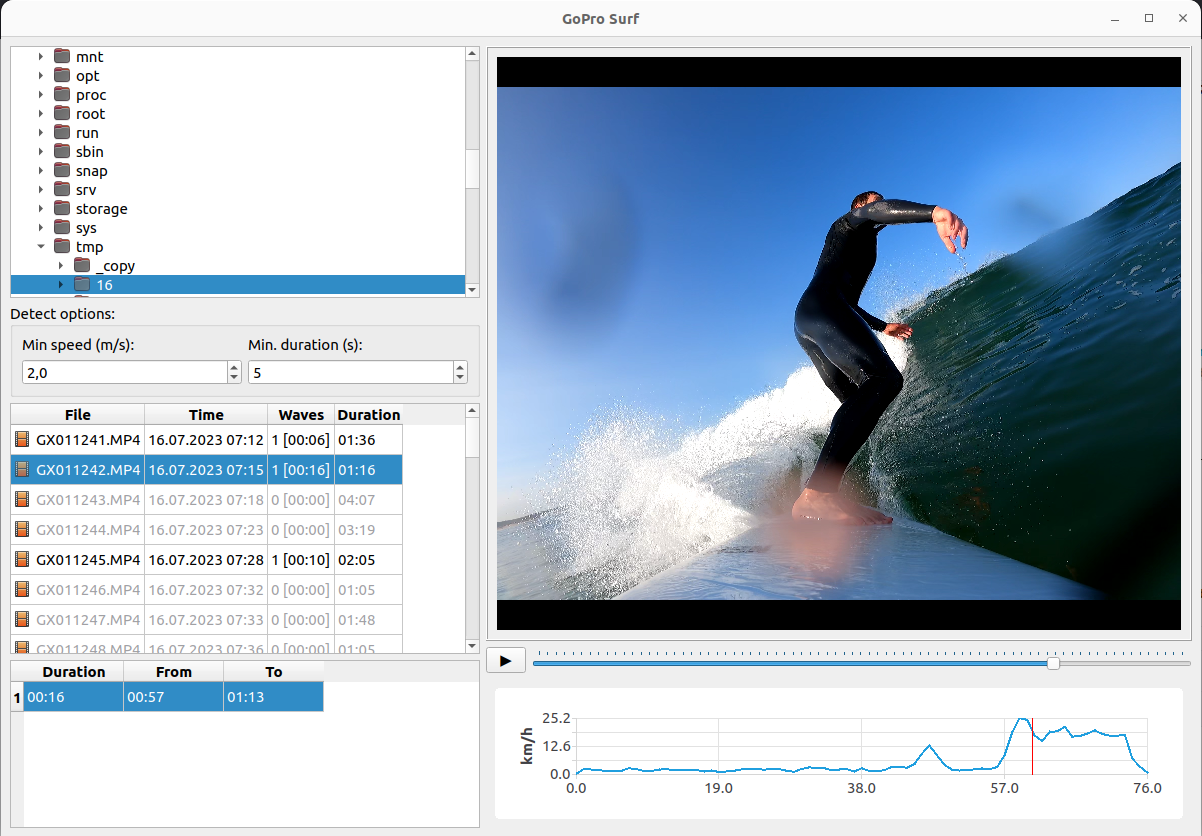 GoPro Surf
mnt
opt
proc
root
run
sbin
snap
srv
storage
sys
tmp
_copy
16
Detect options:
Min speed (m/s): Min. duration (s):
2,0 5
File Time Waves Duration
GX011241.MP4 16.07.2023 07:12 1 [00:06] 01:36
GX011242.MP4 16.07.2023 07:15 1 [00:16] 01:16
GX011243.MP4 16.07.2023 07:18 0 [00:00] 04:07
GX011244.MP4 16.07.2023 07:23 0 [00:00] 03:19
GX011245.MP4 16.07.2023 07:28 1 [00:10] 02:05
GX011246.MP4 16.07.2023 07:32 0 [00:00] 01:05
GX011247.MP4 16.07.2023 07:33 0 [00:00] 01:48
GX011248.MP4 16.07.2023 07:36 0 [00:00] 01:05
Duration From To
1 00:16 00:57 01:13
km/h
25.2
12.6
0.0
0.0 19.0 38.0 57.0 76.0